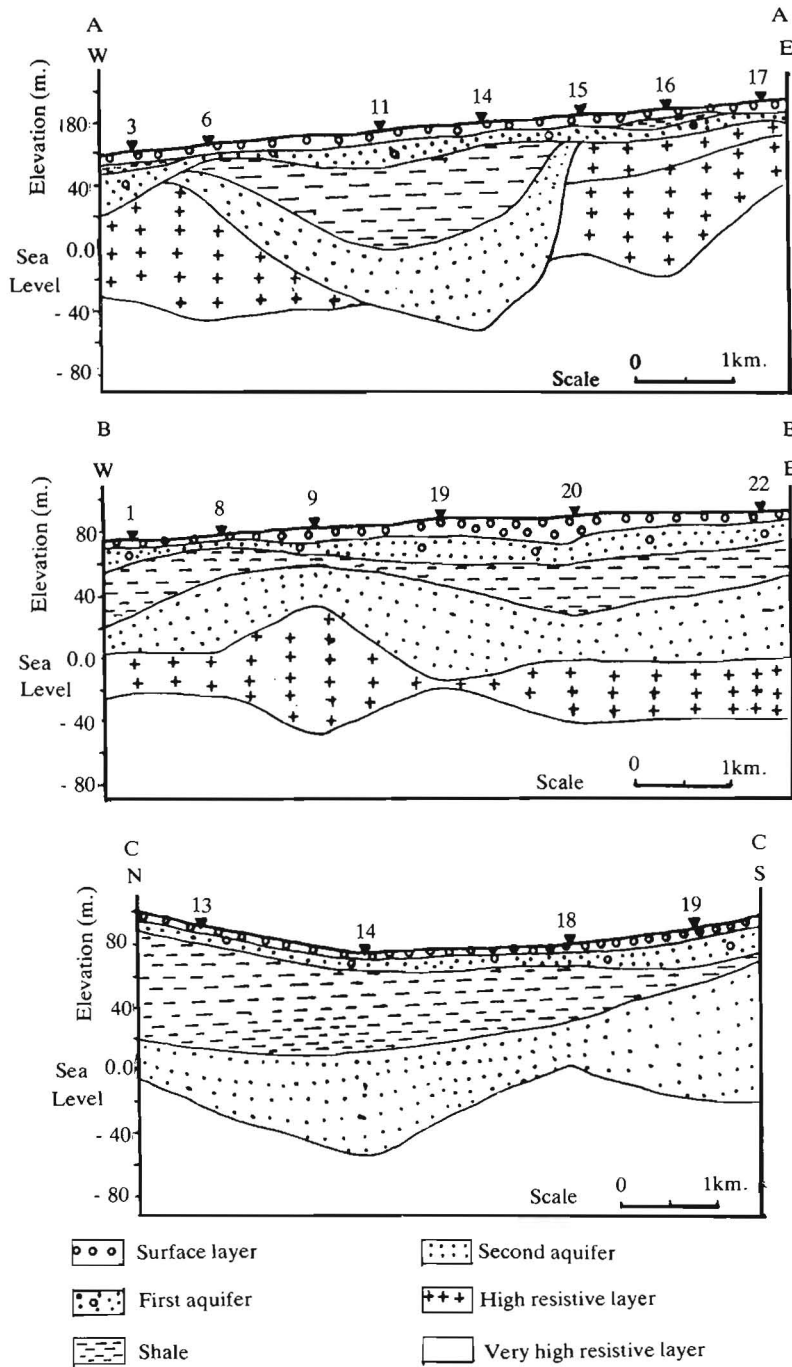 A A
W E
3 6 11 14 15 16 17
Elevation (m.)
180
40
0.0
Sea
Level
- 40
- 80
Scale 0 1km.
B B
W E
1 8 9 19 20 22
Elevation (m.)
80
40
0.0
Sea
Level
- 40
- 80
Scale 0 1km.
C C
N S
13 14 18 19
Elevation (m.)
80
40
0.0
Sea
Level
- 40
- 80
Scale 0 1km.
Surface layer Second aquifer
First aquifer High resistive layer
Shale Very high resistive layer